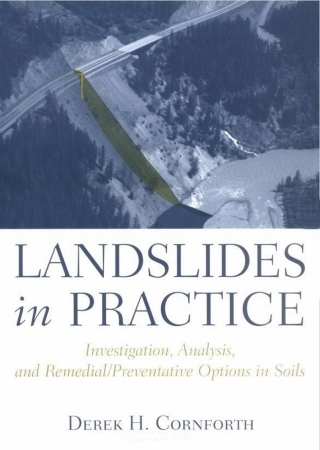 LANDSLIDES
in PRACTICE
Investigation, Analysis,
and Remedial/Preventative Options in Soils
DEREK H. CORNFORTH